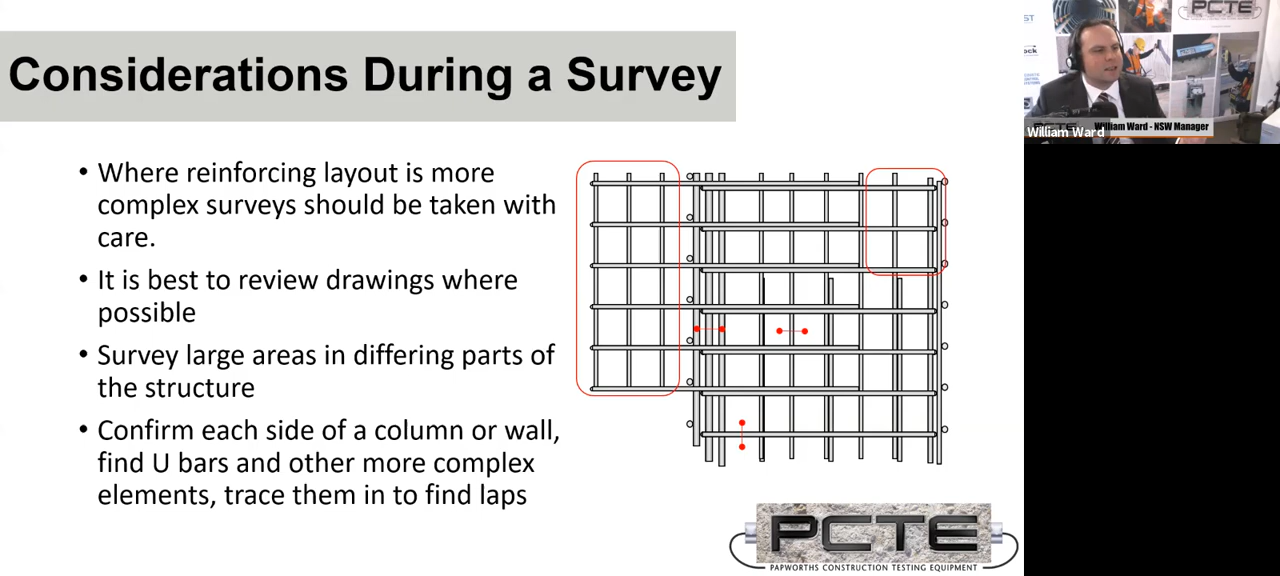 Considerations During a Survey
• Where reinforcing layout is more
complex surveys should be taken with
care.
• It is best to review drawings where
possible
• Survey large areas in differing parts of
the structure
• Confirm each side of a column or wall,
find U bars and other more complex
elements, trace them in to find laps
PCTE
PAPWORTHS CONSTRUCTION TESTING EQUIPMENT
PCTE
William Ward - NSW Manager
William Ward